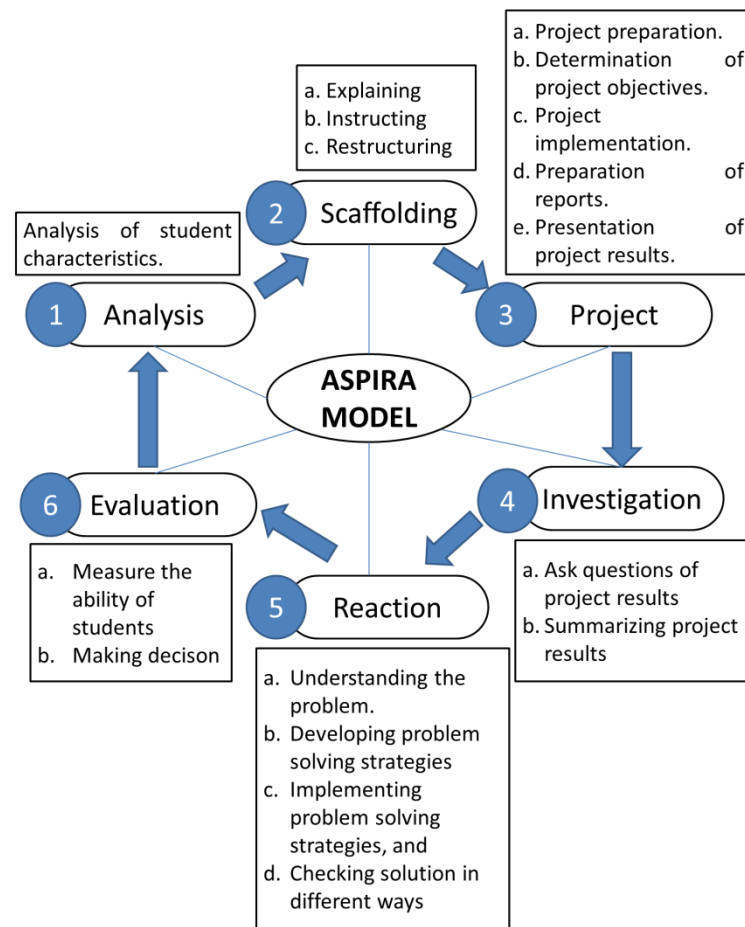 a. Project preparation.
b. Determination of
project objectives.
c. Project
implementation.
d. Preparation of
reports.
e. Presentation of
project results.
a. Explaining
b. Instructing
c. Restructuring
2 Scaffolding
Analysis of student
characteristics.
1 Analysis
3 Project
ASPIRA
MODEL
6 Evaluation
4 Investigation
a. Measure the
ability of
students
b. Making decison
a. Ask questions of
project results
b. Summarizing project
results
5 Reaction
a. Understanding the
problem.
b. Developing problem
solving strategies
c. Implementing
problem solving
strategies, and
d. Checking solution in
different ways